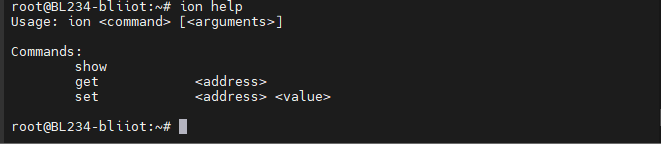 root@BL234-bliiot:~# ion help
Usage: ion <command> [<arguments>]
Commands:
show
get <address>
set <address> <value>
root@BL234-bliiot:~#